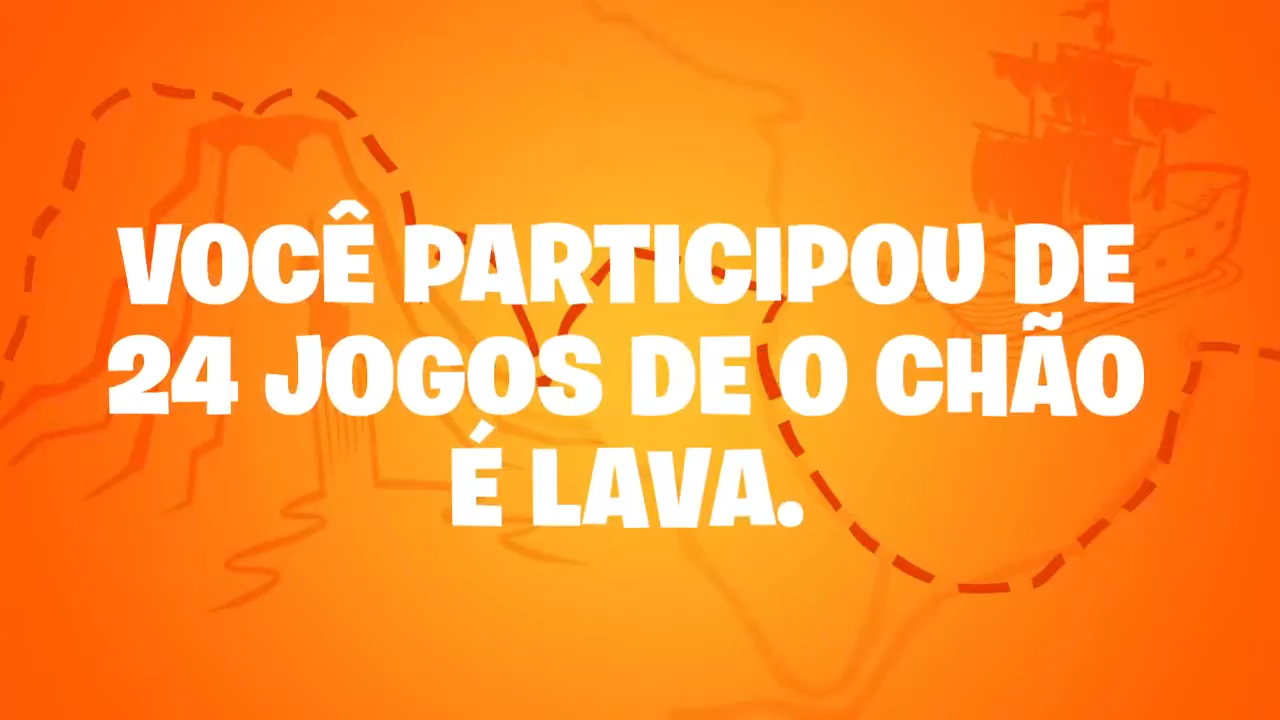 VOCÊ PARTICIPOU DE
24 JOGOS DE O CHÃO
É LAVA.